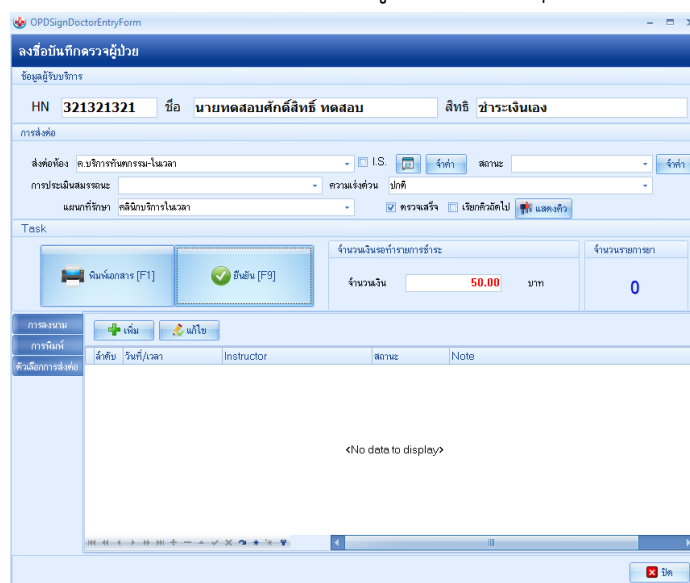 OPDSignDoctorEntryForm
ลงชื่อบันทึกตรวจผู้ป่วย
ข้อมูลผู้รับบริการ
HN 321321321 ชื่อ นายทดสอบศักดิ์สิทธิ์ ทดสอบ สิทธิ ชำระเงินเอง
การส่งต่อ
ส่งต่อห้อง ค.บริการทันตกรรม-ในเวลา I.S. จำค่า สถานะ จำค่า
การประเมินสมรรถนะ ความเร่งด่วน ปกติ
แผนกที่รักษา คลินิกบริการในเวลา ตรวจเสร็จ เรียกคิวถัดไป แสดงคิว
Task
พิมพ์เอกสาร [F1] ยืนยัน [F9] จำนวนเงินรอทำรายการชำระ จำนวนรายการยา
จำนวนเงิน 50.00 บาท 0
การลงนาม เพิ่ม แก้ไข
การพิมพ์
ตัวเลือกการส่งต่อ ลำดับ วันที่/เวลา Instructor สถานะ Note
<No data to display>
ปิด